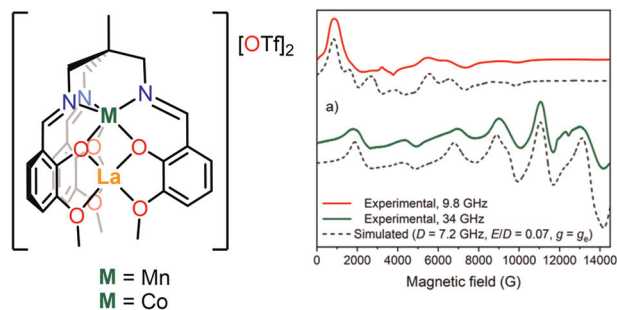 [OTf]2
N
N
N
M
O
O
O
La
O
O
O
M = Mn
M = Co
a)
Experimental, 9.8 GHz
Experimental, 34 GHz
Simulated (D = 7.2 GHz, E/D = 0.07, g = gₑ)
0 2000 4000 6000 8000 10000 12000 14000
Magnetic field (G)